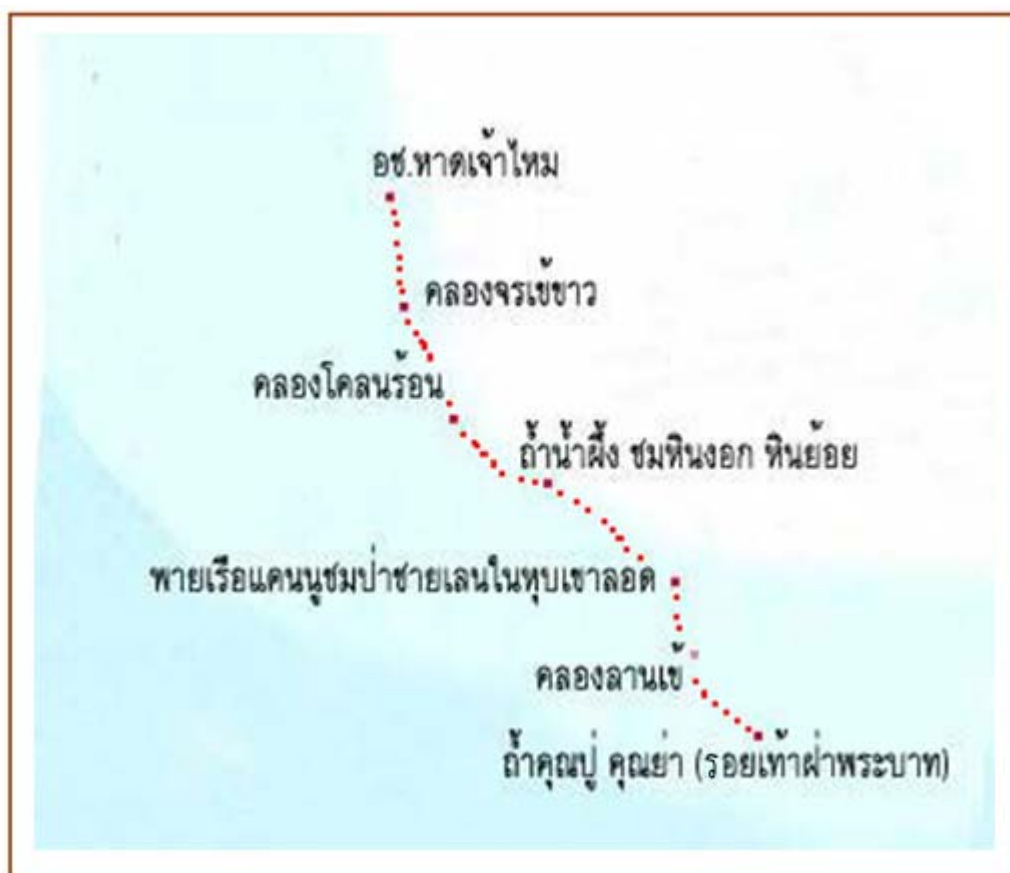 อช.หาดเจ้าไหม
คลองจรเข้ขาว
คลองโคลนร้อน
ถ้ำน้ำผึ้ง ชมหินงอก หินย้อย
พายเรือแคนนูชมป่าชายเลนในหุบเขาลอด
คลองลานเข้
ถ้ำคุณปู่ คุณย่า (รอยเท้าฝ่าพระบาท)